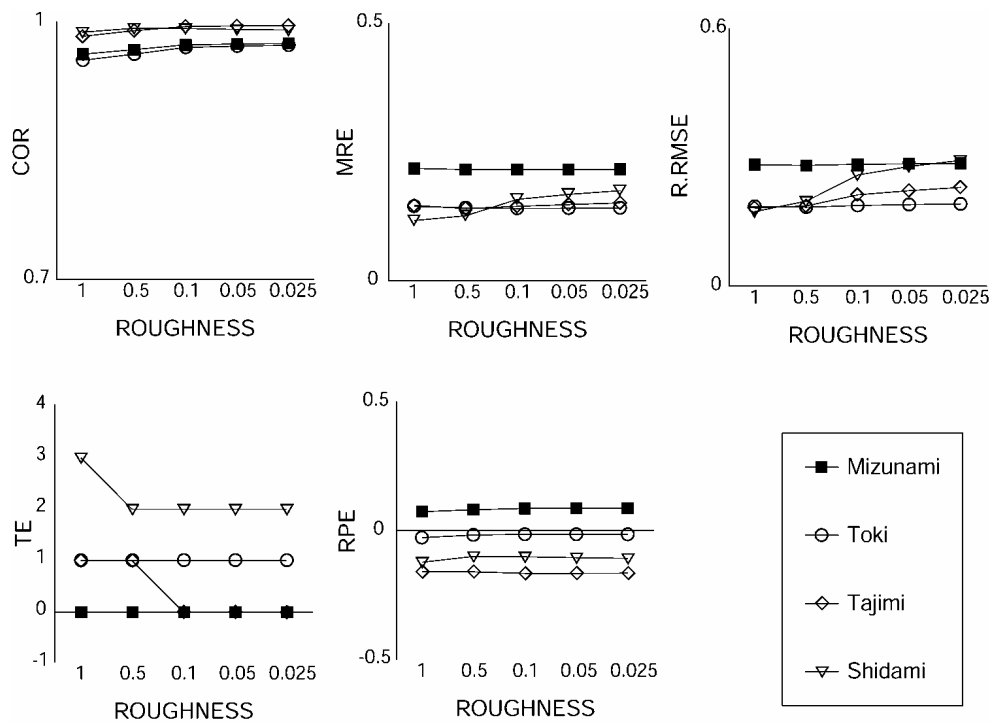 1
COR
0.7
1 0.5 0.1 0.05 0.025
ROUGHNESS
0.5
MRE
0
1 0.5 0.1 0.05 0.025
ROUGHNESS
0.6
R.RMSE
0
1 0.5 0.1 0.05 0.025
ROUGHNESS
4
3
2
TE
1
0
-1
1 0.5 0.1 0.05 0.025
ROUGHNESS
0.5
RPE
0
-0.5
1 0.5 0.1 0.05 0.025
ROUGHNESS
Mizunami
Toki
Tajimi
Shidami